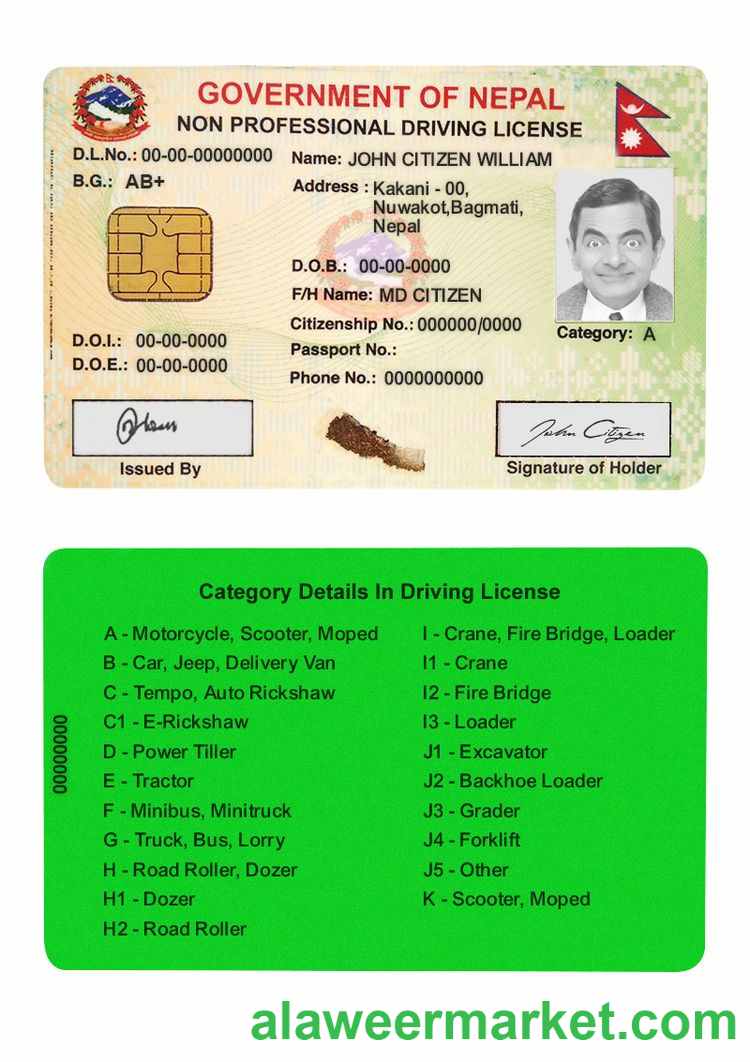 GOVERNMENT OF NEPAL
NON PROFESSIONAL DRIVING LICENSE
D.L.No.: 00-00-00000000
B.G.: AB+
Name: JOHN CITIZEN WILLIAM
Address : Kakani - 00,
Nuwakot,Bagmati,
Nepal
D.O.B.: 00-00-0000
F/H Name: MD CITIZEN
Citizenship No.: 000000/0000
Passport No.:
Phone No.: 0000000000
D.O.I.: 00-00-0000
D.O.E.: 00-00-0000
Category: A
Issued By
John Citizen
Signature of Holder
Category Details In Driving License
A - Motorcycle, Scooter, Moped
B - Car, Jeep, Delivery Van
C - Tempo, Auto Rickshaw
C1 - E-Rickshaw
D - Power Tiller
E - Tractor
F - Minibus, Minitruck
G - Truck, Bus, Lorry
H - Road Roller, Dozer
H1 - Dozer
H2 - Road Roller
I - Crane, Fire Bridge, Loader
I1 - Crane
I2 - Fire Bridge
I3 - Loader
J1 - Excavator
J2 - Backhoe Loader
J3 - Grader
J4 - Forklift
J5 - Other
K - Scooter, Moped
00000000
alaweermarket.com